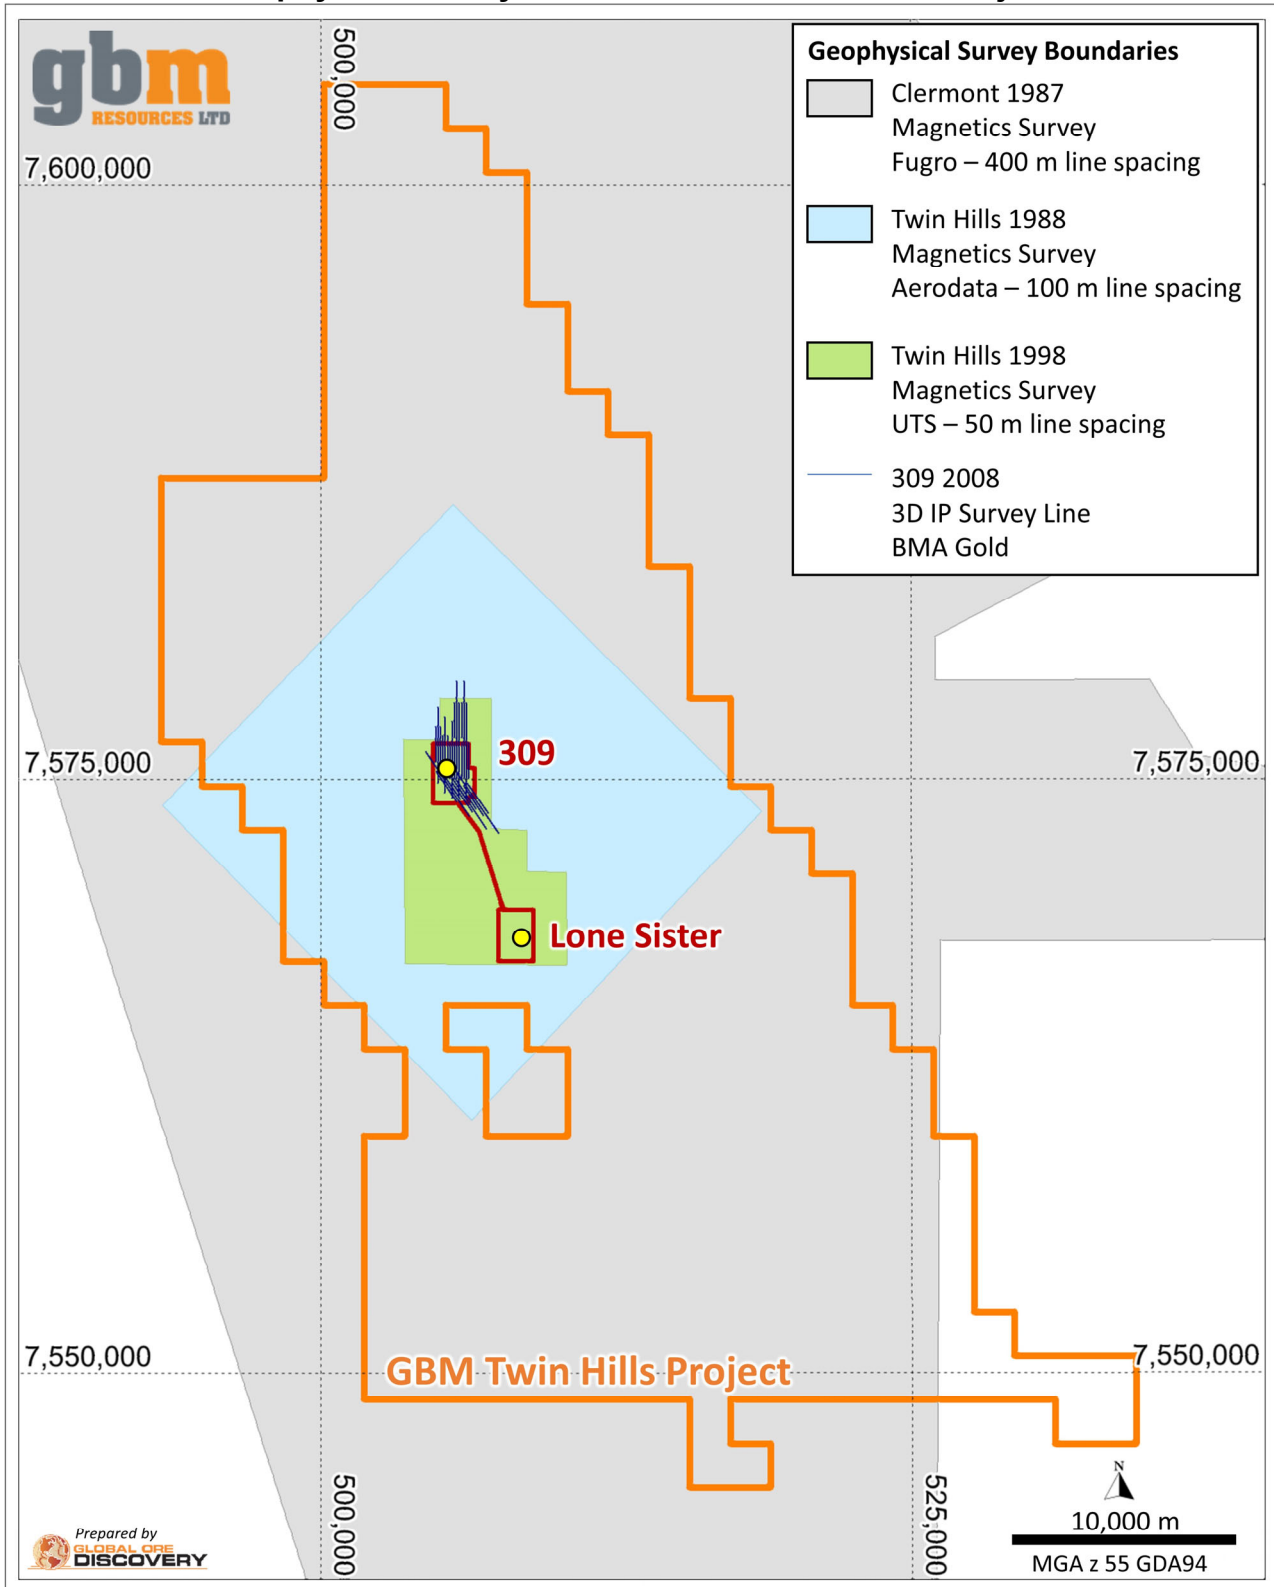 gbm
RESOURCES LTD
500,000
7,600,000
Geophysical Survey Boundaries
Clermont 1987
Magnetics Survey
Fugro – 400 m line spacing
Twin Hills 1988
Magnetics Survey
Aerodata – 100 m line spacing
Twin Hills 1998
Magnetics Survey
UTS – 50 m line spacing
309 2008
3D IP Survey Line
BMA Gold
309
7,575,000
7,575,000
Lone Sister
7,550,000
GBM Twin Hills Project
7,550,000
500,000
525,000
N
10,000 m
MGA z 55 GDA94
Prepared by
GLOBAL ORE
DISCOVERY